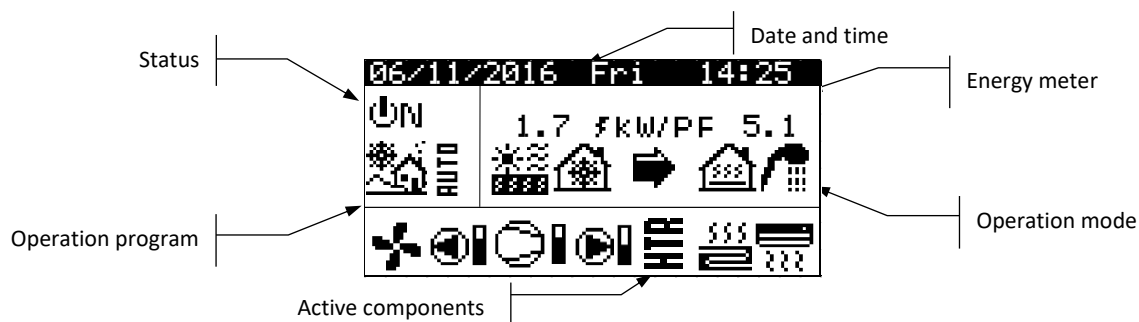 Date and time
Status
06/11/2016 Fri 14:25
Energy meter
ON
1.7 kW/PF 5.1
AUTO
Operation mode
Operation program
HTR
Active components